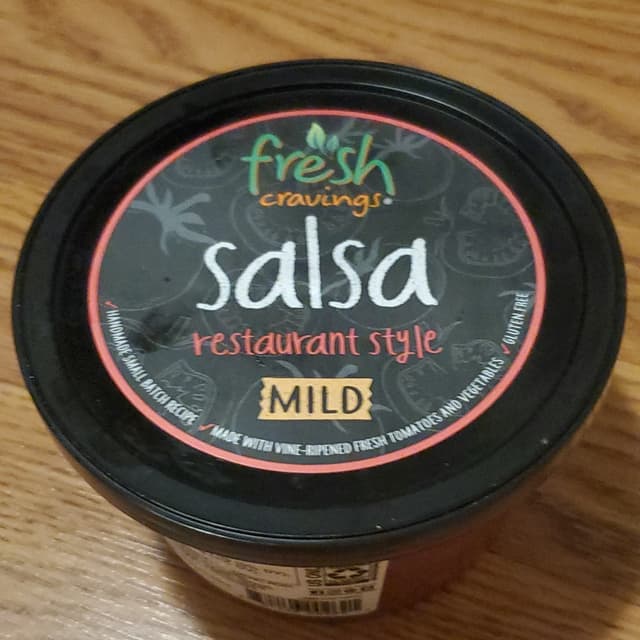 fresh
cravings®
salsa
restaurant style
MILD
✓ HANDMADE SMALL BATCH RECIPE ✓ MADE WITH VINE-RIPENED FRESH TOMATOES AND VEGETABLES ✓ GLUTEN FREE